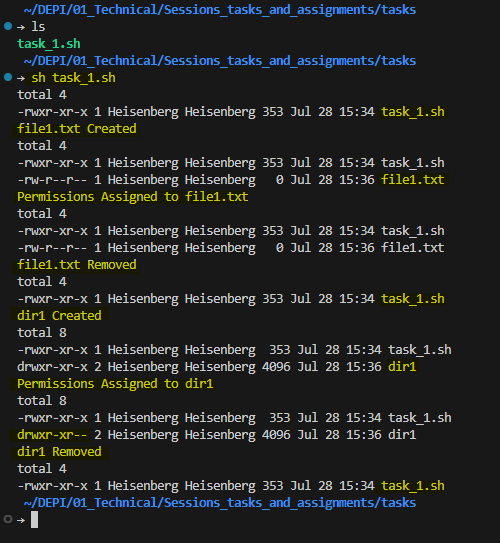 ~/DEPI/01_Technical/Sessions_tasks_and_assignments/tasks
→ ls
task_1.sh
~/DEPI/01_Technical/Sessions_tasks_and_assignments/tasks
→ sh task_1.sh
total 4
-rwxr-xr-x 1 Heisenberg Heisenberg 353 Jul 28 15:34 task_1.sh
file1.txt Created
total 4
-rwxr-xr-x 1 Heisenberg Heisenberg 353 Jul 28 15:34 task_1.sh
-rw-r--r-- 1 Heisenberg Heisenberg   0 Jul 28 15:36 file1.txt
Permissions Assigned to file1.txt
total 4
-rwxr-xr-x 1 Heisenberg Heisenberg 353 Jul 28 15:34 task_1.sh
-rw-r--r-- 1 Heisenberg Heisenberg   0 Jul 28 15:36 file1.txt
file1.txt Removed
total 4
-rwxr-xr-x 1 Heisenberg Heisenberg 353 Jul 28 15:34 task_1.sh
dir1 Created
total 8
-rwxr-xr-x 1 Heisenberg Heisenberg  353 Jul 28 15:34 task_1.sh
drwxr-xr-x 2 Heisenberg Heisenberg 4096 Jul 28 15:36 dir1
Permissions Assigned to dir1
total 8
-rwxr-xr-x 1 Heisenberg Heisenberg  353 Jul 28 15:34 task_1.sh
drwxr-xr-- 2 Heisenberg Heisenberg 4096 Jul 28 15:36 dir1
dir1 Removed
total 4
-rwxr-xr-x 1 Heisenberg Heisenberg 353 Jul 28 15:34 task_1.sh
~/DEPI/01_Technical/Sessions_tasks_and_assignments/tasks
→